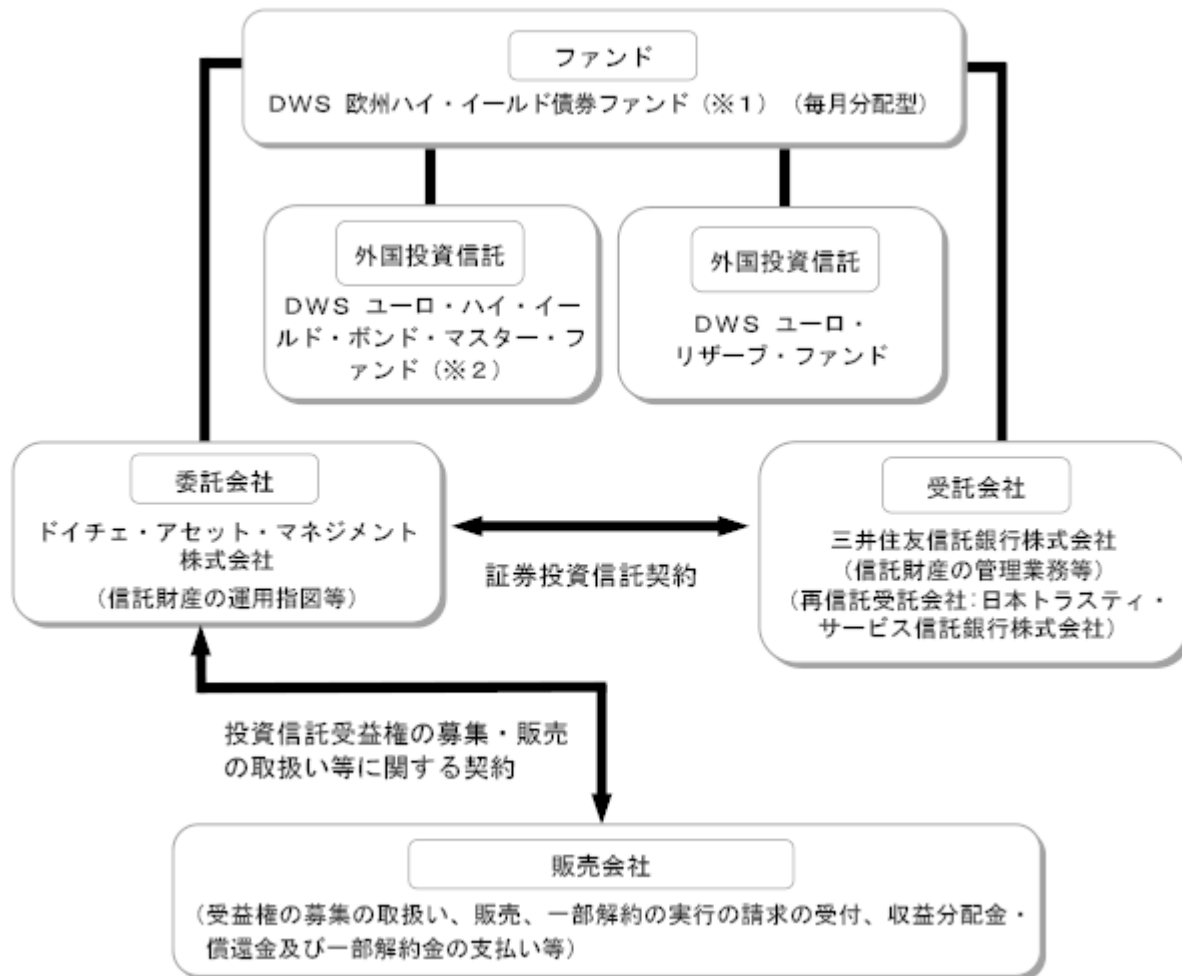 ファンド
DWS 欧州ハイ・イールド債券ファンド(※1)(毎月分配型)
外国投資信託
DWS ユーロ・ハイ・イー
ルド・ボンド・マスター・フ
ァンド(※2)
外国投資信託
DWS ユーロ・
リザーブ・ファンド
委託会社
ドイチェ・アセット・マネジメント
株式会社
(信託財産の運用指図等)
証券投資信託契約
受託会社
三井住友信託銀行株式会社
(信託財産の管理業務等)
(再信託受託会社:日本トラスティ・
サービス信託銀行株式会社)
投資信託受益権の募集・販売
の取扱い等に関する契約
販売会社
(受益権の募集の取扱い、販売、一部解約の実行の請求の受付、収益分配金・
償還金及び一部解約金の支払い等)